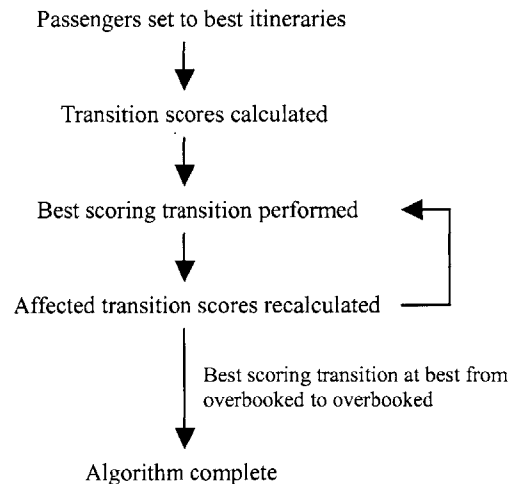 Passengers set to best itineraries
Transition scores calculated
Best scoring transition performed
Affected transition scores recalculated
Best scoring transition at best from
overbooked to overbooked
Algorithm complete